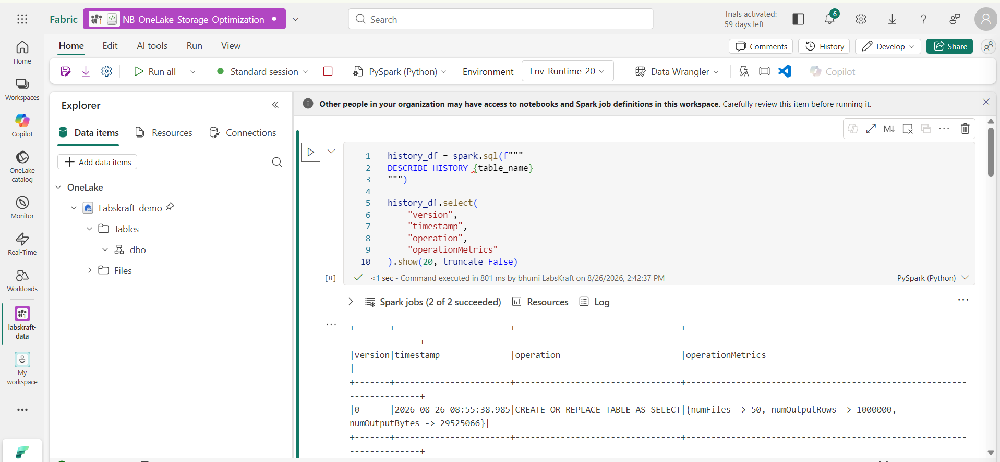 Fabric
1
NB_OneLake_Storage_Optimization
Search
Trials activated:
59 days left
6
Home
Edit
AI tools
Run
View
Comments
History
Develop
Share
Run all
Standard session
PySpark (Python)
Environment
Env_Runtime_20
Data Wrangler
Copilot
Home
Workspaces
Copilot
OneLake
catalog
Monitor
Real-Time
Workloads
1
labskraft-
data
My
workspace
Explorer
Data items
Resources
Connections
Add data items
OneLake
Labskraft_demo
Tables
dbo
Files
Other people in your organization may have access to notebooks and Spark job definitions in this workspace. Carefully review this item before running it.
M↓
1 history_df = spark.sql(f"""
2 DESCRIBE HISTORY {table_name}
3 """)
4
5 history_df.select(
6 "version",
7 "timestamp",
8 "operation",
9 "operationMetrics"
10 ).show(20, truncate=False)
[8] <1 sec - Command executed in 801 ms by bhumi LabsKraft on 8/26/2026, 2:42:37 PM PySpark (Python)
Spark jobs (2 of 2 succeeded) Resources Log
+-------+-----------------------+---------------------------------+--------------------------------------------------------
--------------+
|version|timestamp |operation |operationMetrics
|
+-------+-----------------------+---------------------------------+--------------------------------------------------------
--------------+
|0 |2026-08-26 08:55:38.985|CREATE OR REPLACE TABLE AS SELECT|{numFiles -> 50, numOutputRows -> 1000000,
numOutputBytes -> 29525066}|
+-------+-----------------------+---------------------------------+--------------------------------------------------------
--------------+